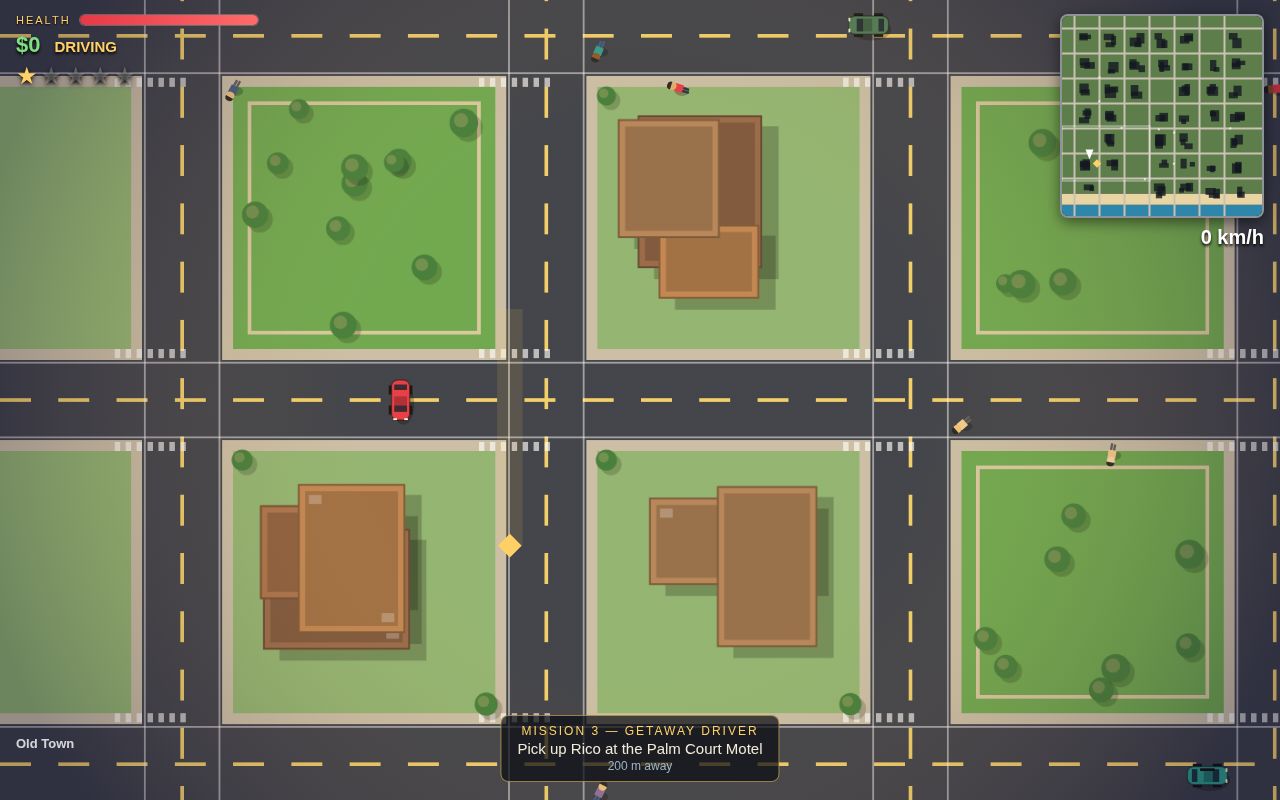 HEALTH
$0 DRIVING
0 km/h
Old Town
MISSION 3 — GETAWAY DRIVER
Pick up Rico at the Palm Court Motel
200 m away